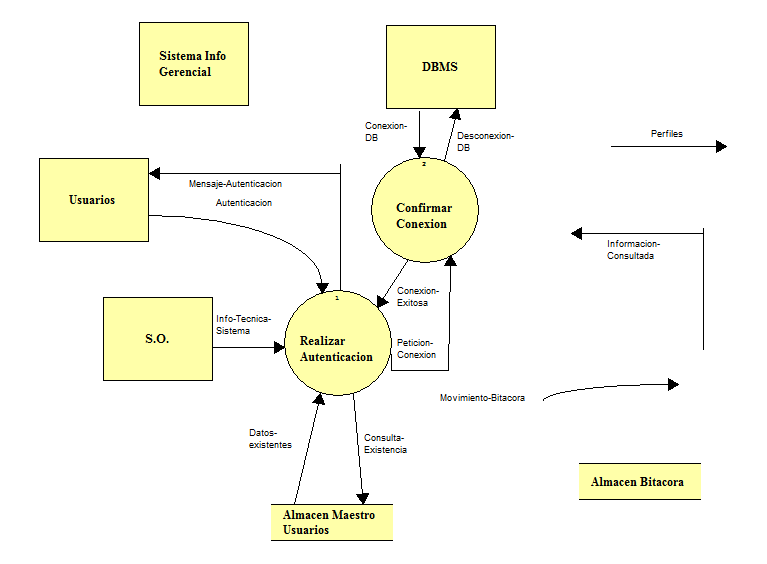 Sistema Info
Gerencial
DBMS
Conexion-
DB
Desconexion-
DB
Perfiles
2
Confirmar
Conexion
Usuarios
Mensaje-Autenticacion
Autenticacion
Informacion-
Consultada
Conexion-
Exitosa
1
Realizar
Autenticacion
S.O.
Info-Tecnica-
Sistema
Peticion-
Conexion
Movimiento-Bitacora
Datos-
existentes
Consulta-
Existencia
Almacen Bitacora
Almacen Maestro
Usuarios